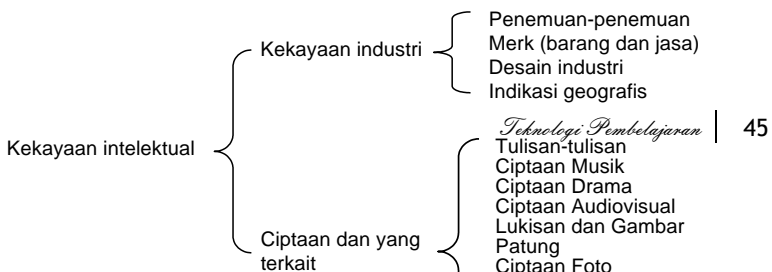 Kekayaan intelektual
Kekayaan industri
Penemuan-penemuan
Merk (barang dan jasa)
Desain industri
Indikasi geografis
Teknologi Pembelajaran | 45
Ciptaan dan yang
terkait
Tulisan-tulisan
Ciptaan Musik
Ciptaan Drama
Ciptaan Audiovisual
Lukisan dan Gambar
Patung
Ciptaan Foto